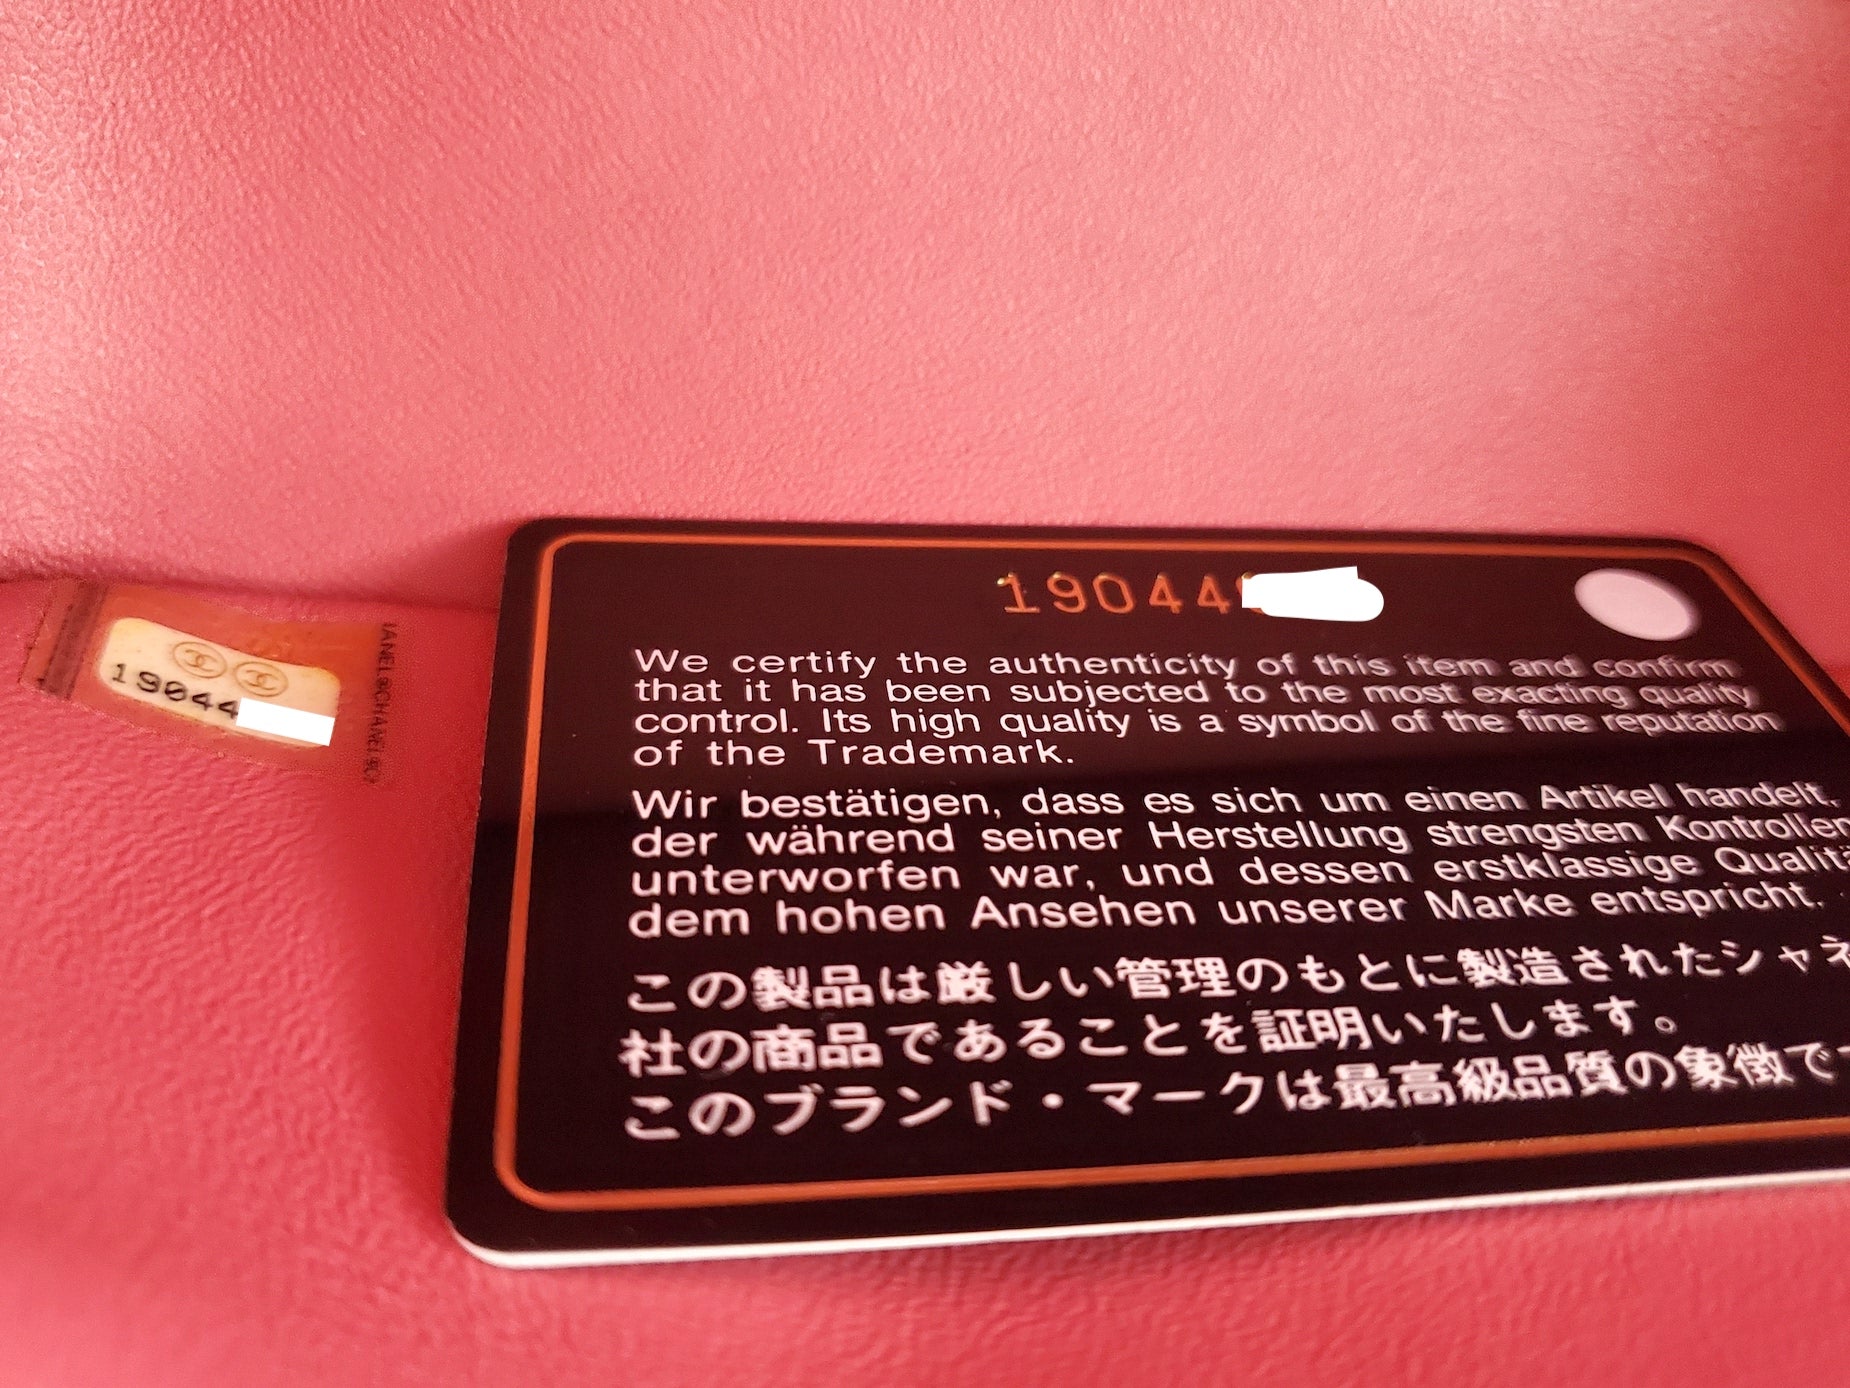 19044
We certify the authenticity of this item and confirm
that it has been subjected to the most exacting quality
control. Its high quality is a symbol of the fine reputation
of the Trademark.
Wir bestätigen, dass es sich um einen Artikel handelt,
der während seiner Herstellung strengsten Kontrollen
unterworfen war, und dessen erstklassige Qualitä
dem hohen Ansehen unserer Marke entspricht.
この製品は厳しい管理のもとに製造されたシャネ
社の商品であることを証明いたします。
このブランド・マークは最高級品質の象徴で
19044
ANEL®CHANEL®